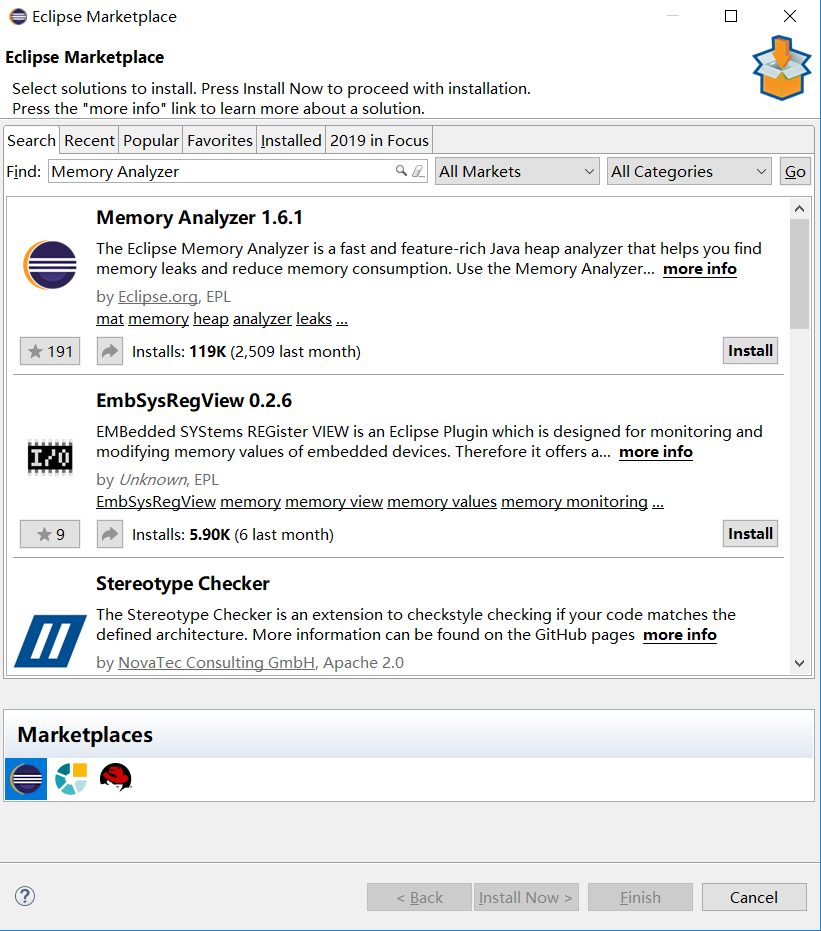 Eclipse Marketplace
Eclipse Marketplace
Select solutions to install. Press Install Now to proceed with installation.
Press the "more info" link to learn more about a solution.
Search Recent Popular Favorites Installed 2019 in Focus
Find: Memory Analyzer All Markets All Categories Go
Memory Analyzer 1.6.1
The Eclipse Memory Analyzer is a fast and feature-rich Java heap analyzer that helps you find
memory leaks and reduce memory consumption. Use the Memory Analyzer... more info
by Eclipse.org, EPL
mat memory heap analyzer leaks ...
191 Installs: 119K (2,509 last month) Install
EmbSysRegView 0.2.6
EMBedded SYStems REGister VIEW is an Eclipse Plugin which is designed for monitoring and
modifying memory values of embedded devices. Therefore it offers a... more info
I/O
by Unknown, EPL
EmbSysRegView memory memory view memory values memory monitoring ...
9 Installs: 5.90K (6 last month) Install
Stereotype Checker
The Stereotype Checker is an extension to checkstyle checking if your code matches the
defined architecture. More information can be found on the GitHub pages more info
by NovaTec Consulting GmbH, Apache 2.0
Marketplaces
? < Back Install Now > Finish Cancel